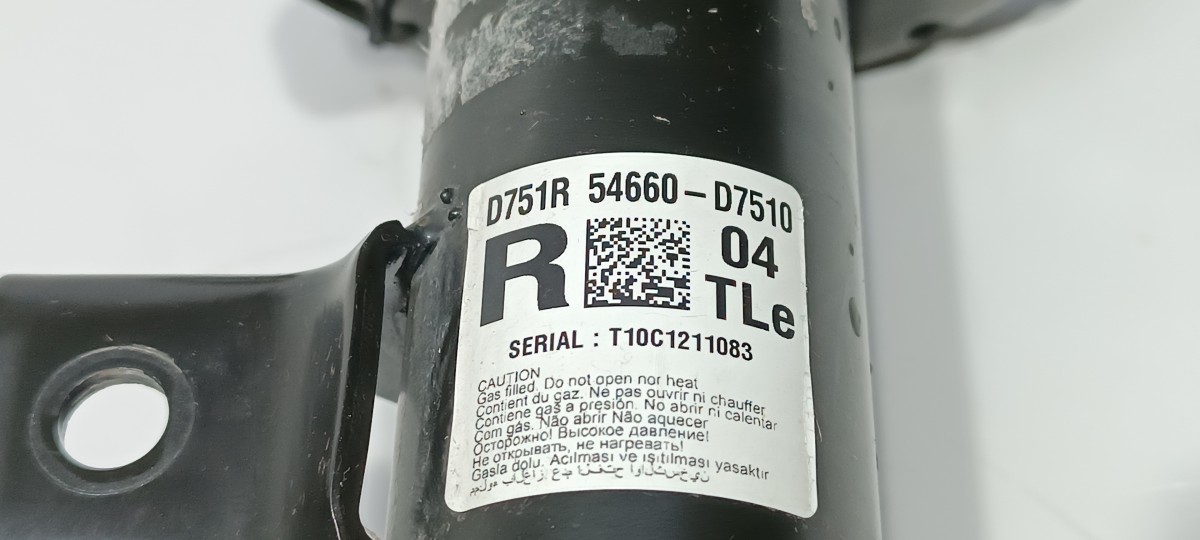 D751R 54660-D7510
R 04
TLe
SERIAL : T10C1211083
CAUTION
Gas filled. Do not open nor heat
Contient du gaz. Ne pas ouvrir ni chauffer
Contiene gas a presión. No abrir ni calentar
Com gás. Não abrir Não aquecer
Осторожно! Высокое давление!
Не открывать, не нагревать!
Gasla dolu. Acılması ve ısıtılması yasaktır